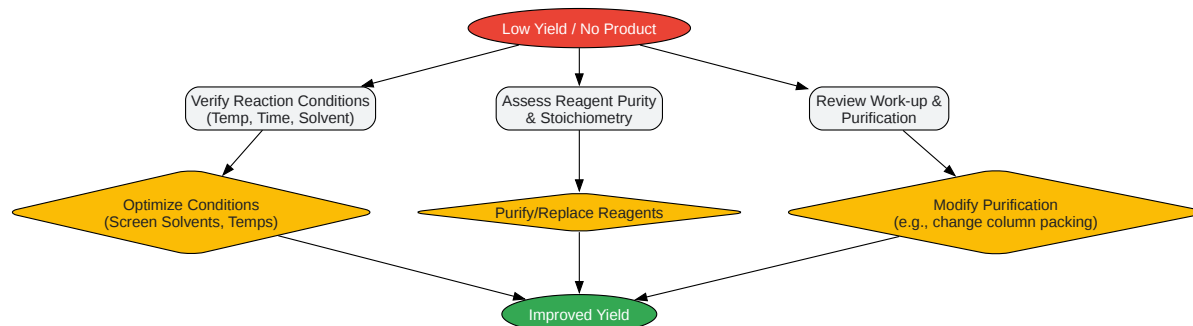 Low Yield / No Product
Verify Reaction Conditions
(Temp, Time, Solvent)
Assess Reagent Purity
& Stoichiometry
Review Work-up &
Purification
Optimize Conditions
(Screen Solvents, Temps)
Purify/Replace Reagents
Modify Purification
(e.g., change column packing)
Improved Yield